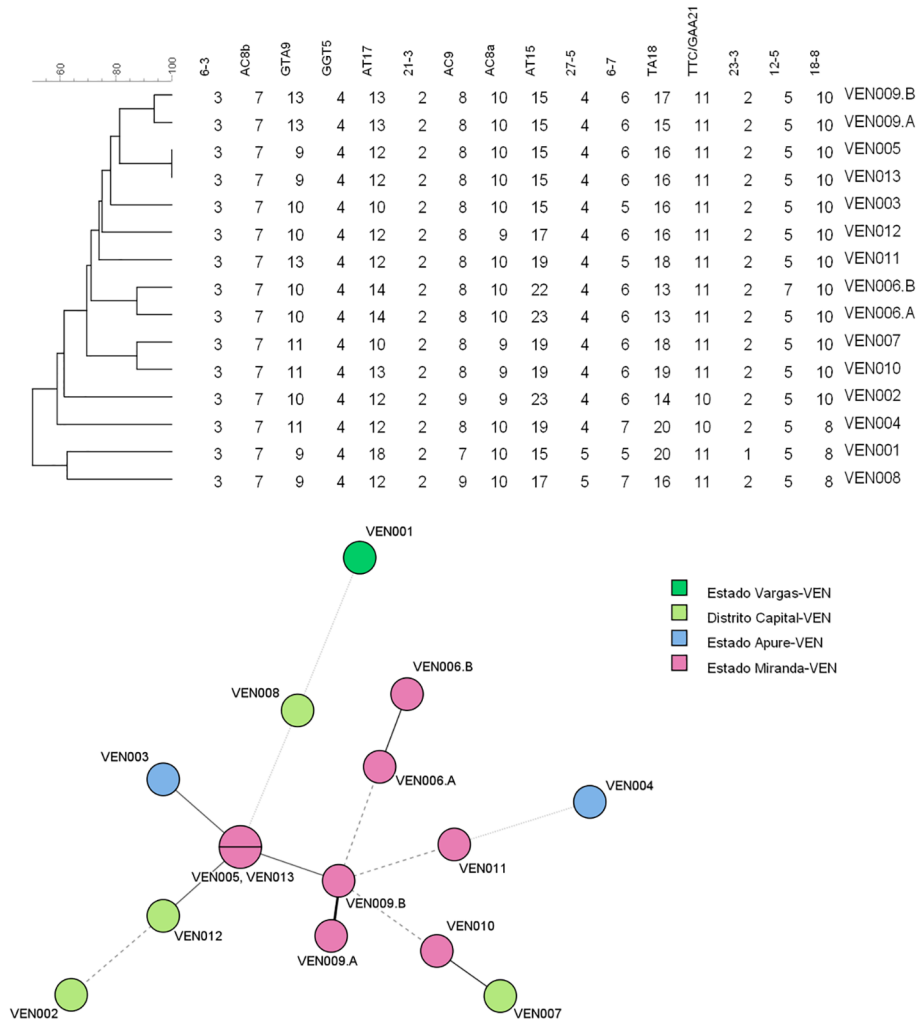 60 80 100
6-3 AC8b GTA9 GGT5 AT17 21-3 AC9 AC8a AT15 27-5 6-7 TA18 TTC/GAA21 23-3 12-5 18-8
3 7 13 4 13 2 8 10 15 4 6 17 11 2 5 10 VEN009.B
3 7 13 4 13 2 8 10 15 4 6 15 11 2 5 10 VEN009.A
3 7 9 4 12 2 8 10 15 4 6 16 11 2 5 10 VEN005
3 7 9 4 12 2 8 10 15 4 6 16 11 2 5 10 VEN013
3 7 10 4 10 2 8 10 15 4 5 16 11 2 5 10 VEN003
3 7 10 4 12 2 8 9 17 4 6 16 11 2 5 10 VEN012
3 7 13 4 12 2 8 10 19 4 5 18 11 2 5 10 VEN011
3 7 10 4 14 2 8 10 22 4 6 13 11 2 7 10 VEN006.B
3 7 10 4 14 2 8 10 23 4 6 13 11 2 5 10 VEN006.A
3 7 11 4 10 2 8 9 19 4 6 18 11 2 5 10 VEN007
3 7 11 4 13 2 8 9 19 4 6 19 11 2 5 10 VEN010
3 7 10 4 12 2 9 9 23 4 6 14 10 2 5 10 VEN002
3 7 11 4 12 2 8 10 19 4 7 20 10 2 5 8 VEN004
3 7 9 4 18 2 7 10 15 5 5 20 11 1 5 8 VEN001
3 7 9 4 12 2 9 10 17 5 7 16 11 2 5 8 VEN008
VEN001
Estado Vargas-VEN
Distrito Capital-VEN
Estado Apure-VEN
Estado Miranda-VEN
VEN006.B
VEN008
VEN003
VEN006.A
VEN004
VEN011
VEN005, VEN013
VEN009.B
VEN010
VEN012
VEN009.A
VEN002
VEN007